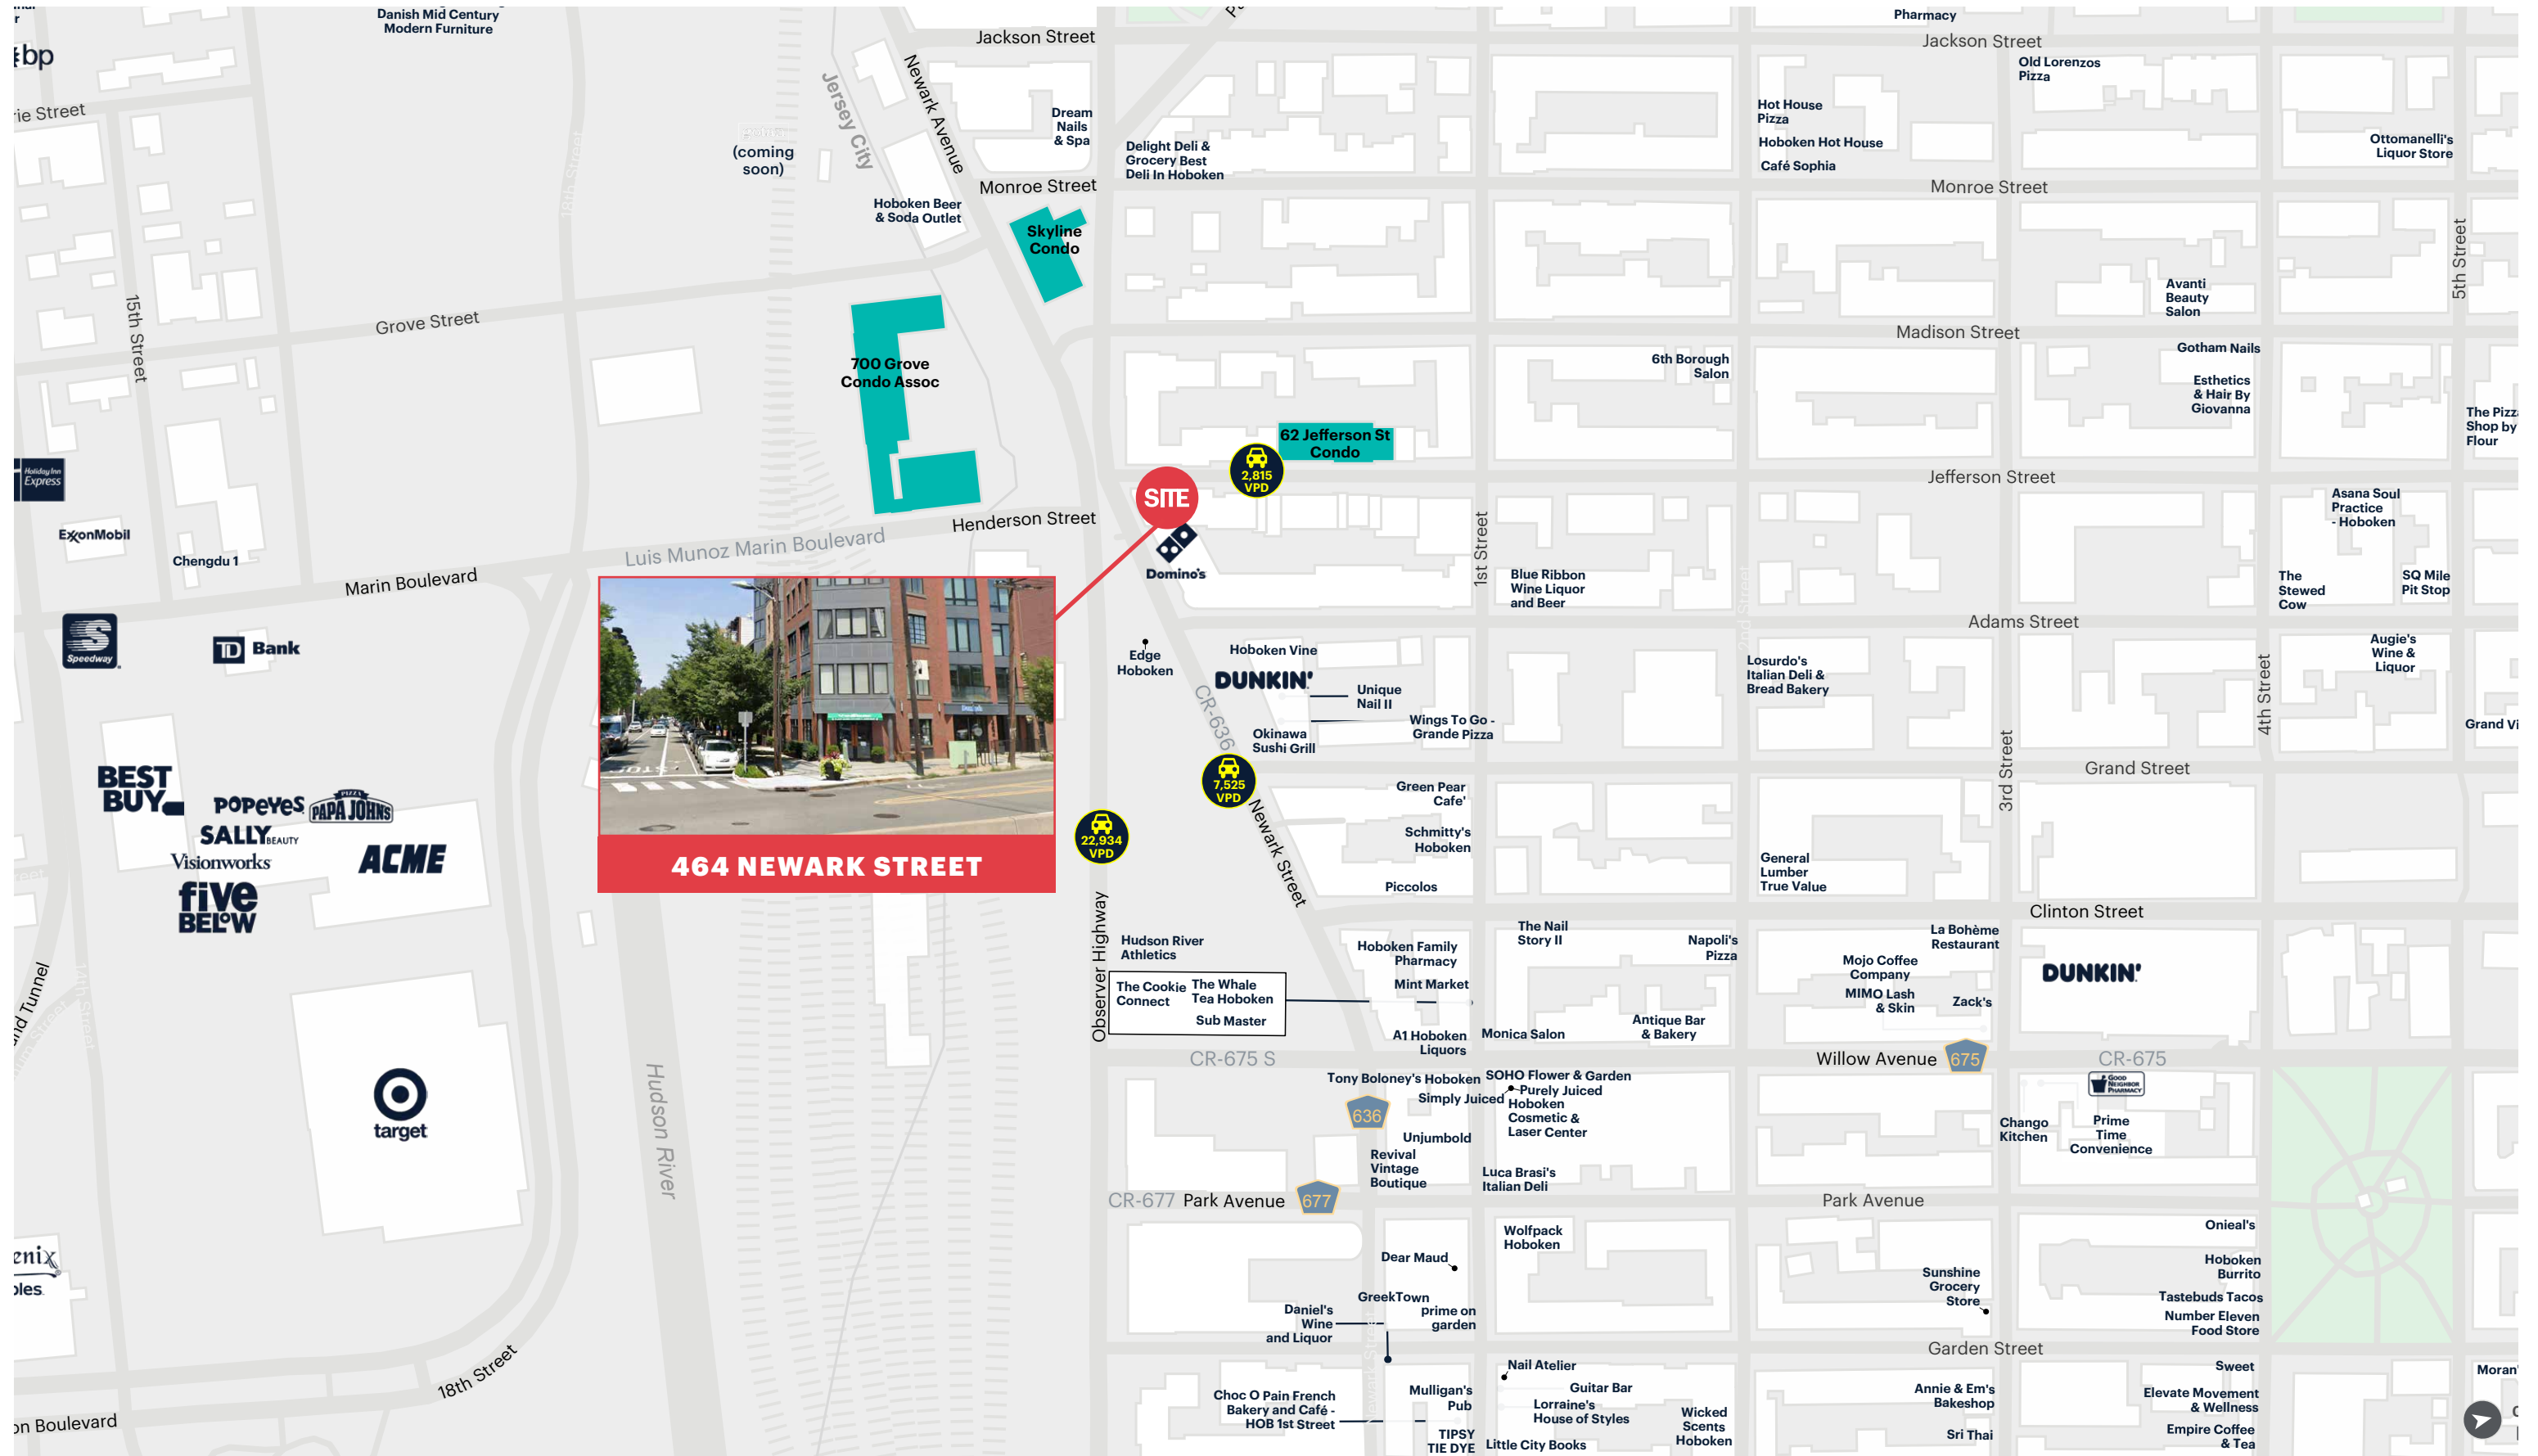 Danish Mid Century
Modern Furniture
bp
rie Street
15th Street
18th Street
Grove Street
Jersey City
(coming
soon)
Newark Avenue
Jackson Street
Dream
Nails
& Spa
Monroe Street
Hoboken Beer
& Soda Outlet
Skyline
Condo
700 Grove
Condo Assoc
Delight Deli &
Grocery Best
Deli In Hoboken
Pharmacy
Jackson Street
Old Lorenzos
Pizza
Hot House
Pizza
Hoboken Hot House
Café Sophia
Ottomanelli's
Liquor Store
Monroe Street
5th Street
Avanti
Beauty
Salon
Madison Street
6th Borough
Salon
Gotham Nails
Esthetics
& Hair By
Giovanna
The Pizz
Shop by
Flour
62 Jefferson St
Condo
2,815
VPD
SITE
Domino's
Jefferson Street
Henderson Street
Luis Munoz Marin Boulevard
Marin Boulevard
Holiday Inn
Express
ExxonMobil
Chengdu 1
Speedway
TD Bank
1st Street
2nd Street
Blue Ribbon
Wine Liquor
and Beer
Asana Soul
Practice
- Hoboken
The
Stewed
Cow
SQ Mile
Pit Stop
Adams Street
Edge
Hoboken
Hoboken Vine
DUNKIN'
Unique
Nail II
Wings To Go -
Grande Pizza
Okinawa
Sushi Grill
CR-636
Losurdo's
Italian Deli &
Bread Bakery
4th Street
Augie's
Wine &
Liquor
Grand Vi
3rd Street
Grand Street
7,525
VPD
22,934
VPD
Newark Street
464 NEWARK STREET
BEST
BUY
POPEYES
PIZZA
PAPA JOHNS
SALLY BEAUTY
Visionworks
ACME
five
BELOW
Green Pear
Cafe'
Schmitty's
Hoboken
Piccolos
General
Lumber
True Value
Clinton Street
Observer Highway
Hudson River
Athletics
The Cookie
Connect
The Whale
Tea Hoboken
Sub Master
Hoboken Family
Pharmacy
Mint Market
A1 Hoboken
Liquors
The Nail
Story II
Napoli's
Pizza
Monica Salon
Antique Bar
& Bakery
La Bohème
Restaurant
Mojo Coffee
Company
MIMO Lash
& Skin
Zack's
DUNKIN'
nd Tunnel
14th Street
target
Hudson River
CR-675 S
Willow Avenue
675
CR-675
Tony Boloney's Hoboken
SOHO Flower & Garden
Purely Juiced
Simply Juiced
Hoboken
Cosmetic &
Laser Center
636
Unjumbold
Revival
Vintage
Boutique
Luca Brasi's
Italian Deli
GOOD
NEIGHBOR
PHARMACY
Chango
Kitchen
Prime
Time
Convenience
CR-677
Park Avenue
677
Park Avenue
Wolfpack
Hoboken
Dear Maud
GreekTown
prime on
garden
Daniel's
Wine
and Liquor
Newark Street
Sunshine
Grocery
Store
Onieal's
Hoboken
Burrito
Tastebuds Tacos
Number Eleven
Food Store
Garden Street
enix
bles.
18th Street
on Boulevard
Choc O Pain French
Bakery and Café -
HOB 1st Street
Mulligan's
Pub
TIPSY
TIE DYE
Nail Atelier
Guitar Bar
Lorraine's
House of Styles
Little City Books
Wicked
Scents
Hoboken
Annie & Em's
Bakeshop
Sri Thai
Sweet
Elevate Movement
& Wellness
Empire Coffee
& Tea
Moran'